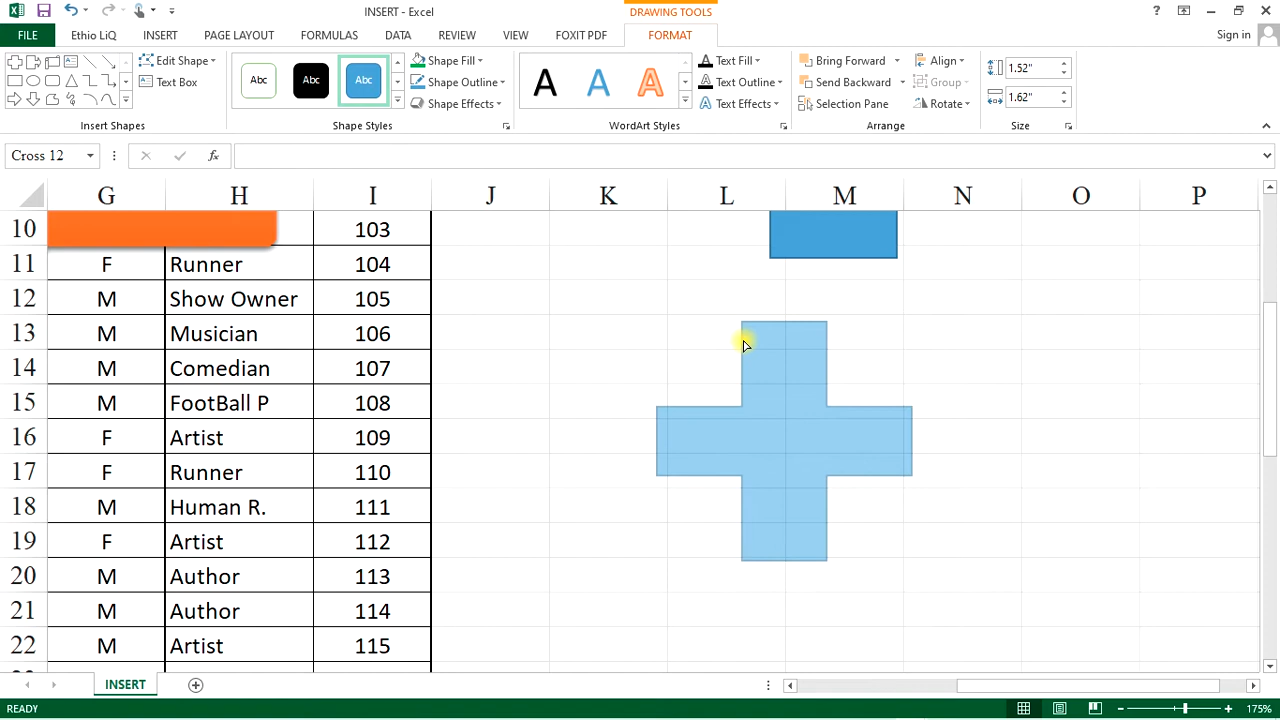 INSERT - Excel
DRAWING TOOLS
?
FILE
Ethio LiQ
INSERT
PAGE LAYOUT
FORMULAS
DATA
REVIEW
VIEW
FOXIT PDF
FORMAT
Sign in
Edit Shape
Text Box
Insert Shapes
Abc
Abc
Abc
Shape Fill
Shape Outline
Shape Effects
Shape Styles
A
A
A
Text Fill
Text Outline
Text Effects
WordArt Styles
Bring Forward
Send Backward
Selection Pane
Align
Group
Rotate
Arrange
1.52"
1.62"
Size
Cross 12
fx
G H I J K L M N O P
10 103
11 F Runner 104
12 M Show Owner 105
13 M Musician 106
14 M Comedian 107
15 M FootBall P 108
16 F Artist 109
17 F Runner 110
18 M Human R. 111
19 F Artist 112
20 M Author 113
21 M Author 114
22 M Artist 115
INSERT
READY
175%